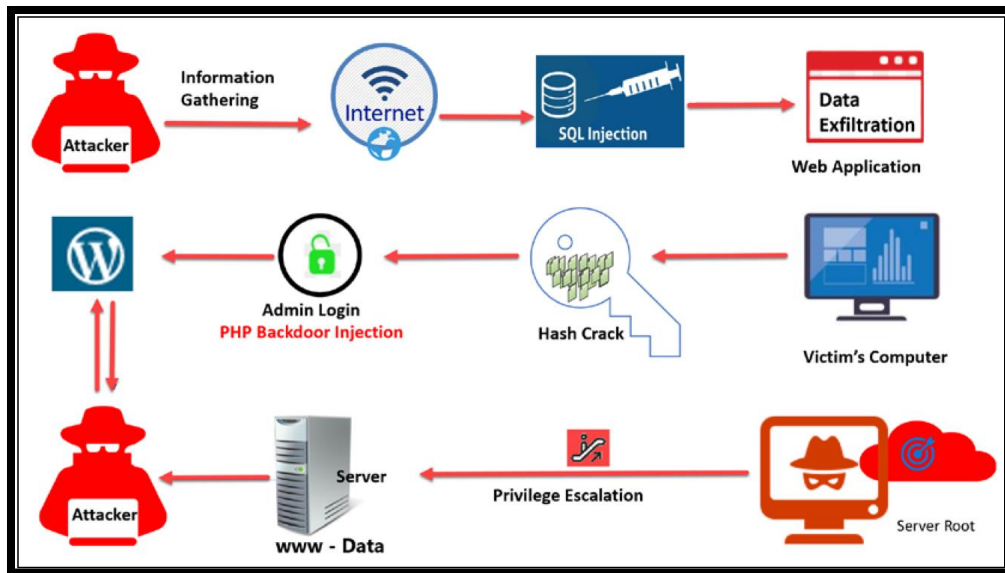 Information
Gathering
Attacker
Internet
SQL Injection
Data
Exfiltration
Web Application
Admin Login
PHP Backdoor Injection
Hash Crack
Victim's Computer
Attacker
Server
www - Data
Privilege Escalation
Server Root